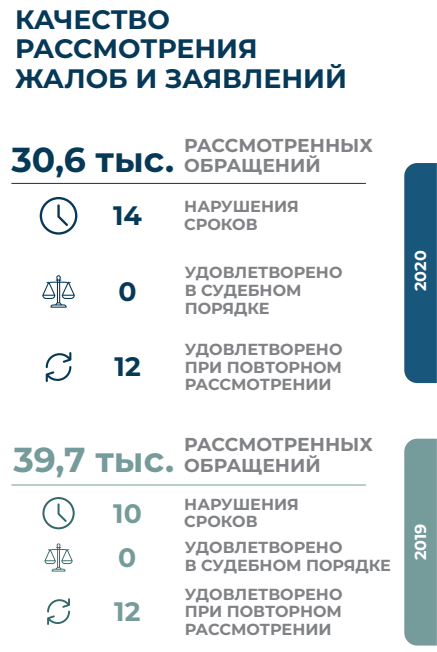 КАЧЕСТВО
РАССМОТРЕНИЯ
ЖАЛОБ И ЗАЯВЛЕНИЙ
30,6 тыс. РАССМОТРЕННЫХ
ОБРАЩЕНИЙ
14 НАРУШЕНИЯ
СРОКОВ
0 УДОВЛЕТВОРЕНО
В СУДЕБНОМ
ПОРЯДКЕ
12 УДОВЛЕТВОРЕНО
ПРИ ПОВТОРНОМ
РАССМОТРЕНИИ
2020
39,7 тыс. РАССМОТРЕННЫХ
ОБРАЩЕНИЙ
10 НАРУШЕНИЯ
СРОКОВ
0 УДОВЛЕТВОРЕНО
В СУДЕБНОМ ПОРЯДКЕ
12 УДОВЛЕТВОРЕНО
ПРИ ПОВТОРНОМ
РАССМОТРЕНИИ
2019